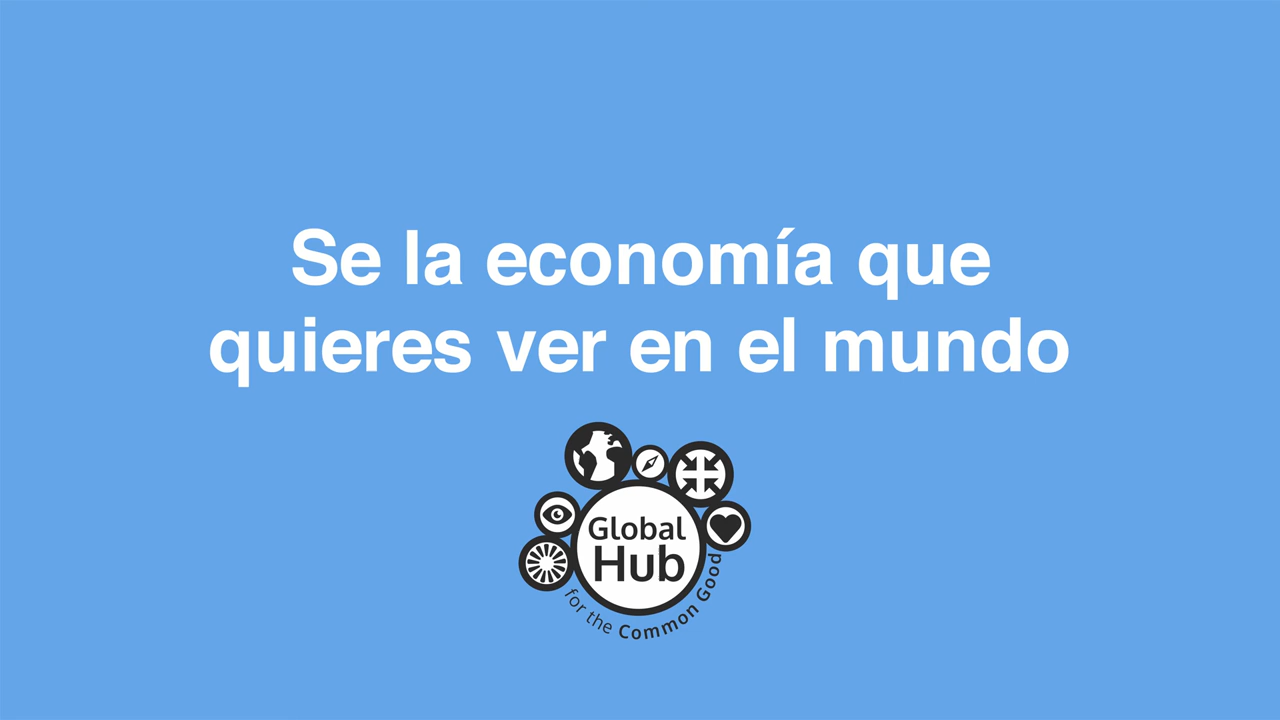 Se la economía que
quieres ver en el mundo
Global
Hub
for the Common Good